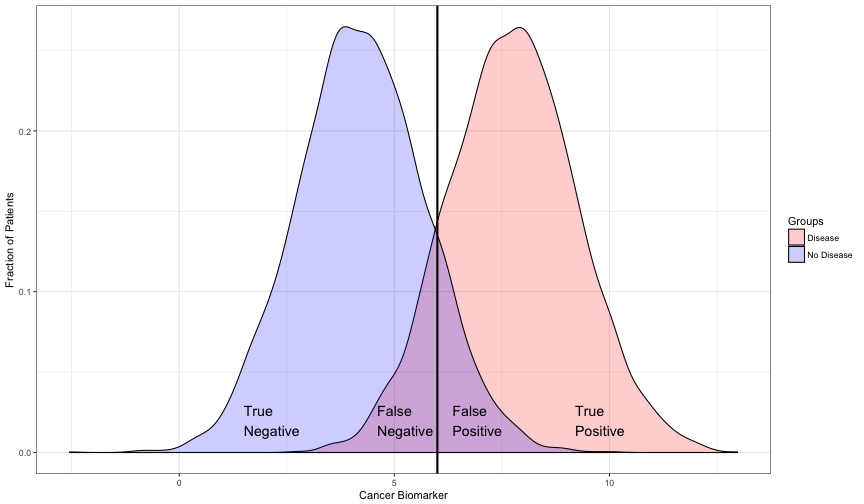 0.2
0.1
0.0
Fraction of Patients
True
Negative
False
Negative
False
Positive
True
Positive
0
5
10
Cancer Biomarker
Groups
Disease
No Disease